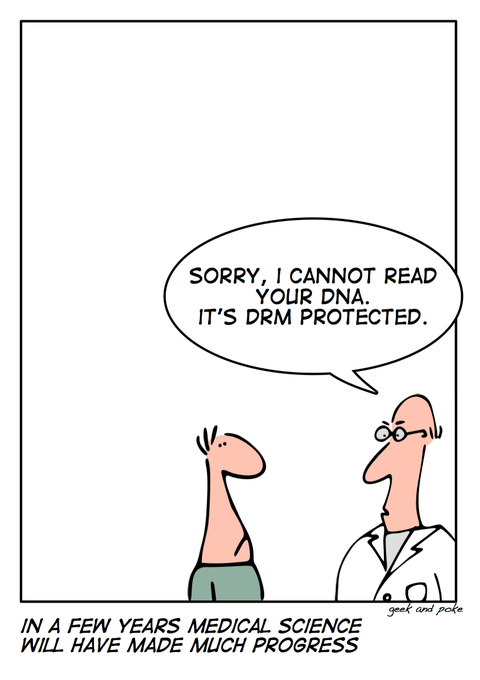 SORRY, I CANNOT READ
YOUR DNA.
IT'S DRM PROTECTED.
geek and poke
IN A FEW YEARS MEDICAL SCIENCE
WILL HAVE MADE MUCH PROGRESS